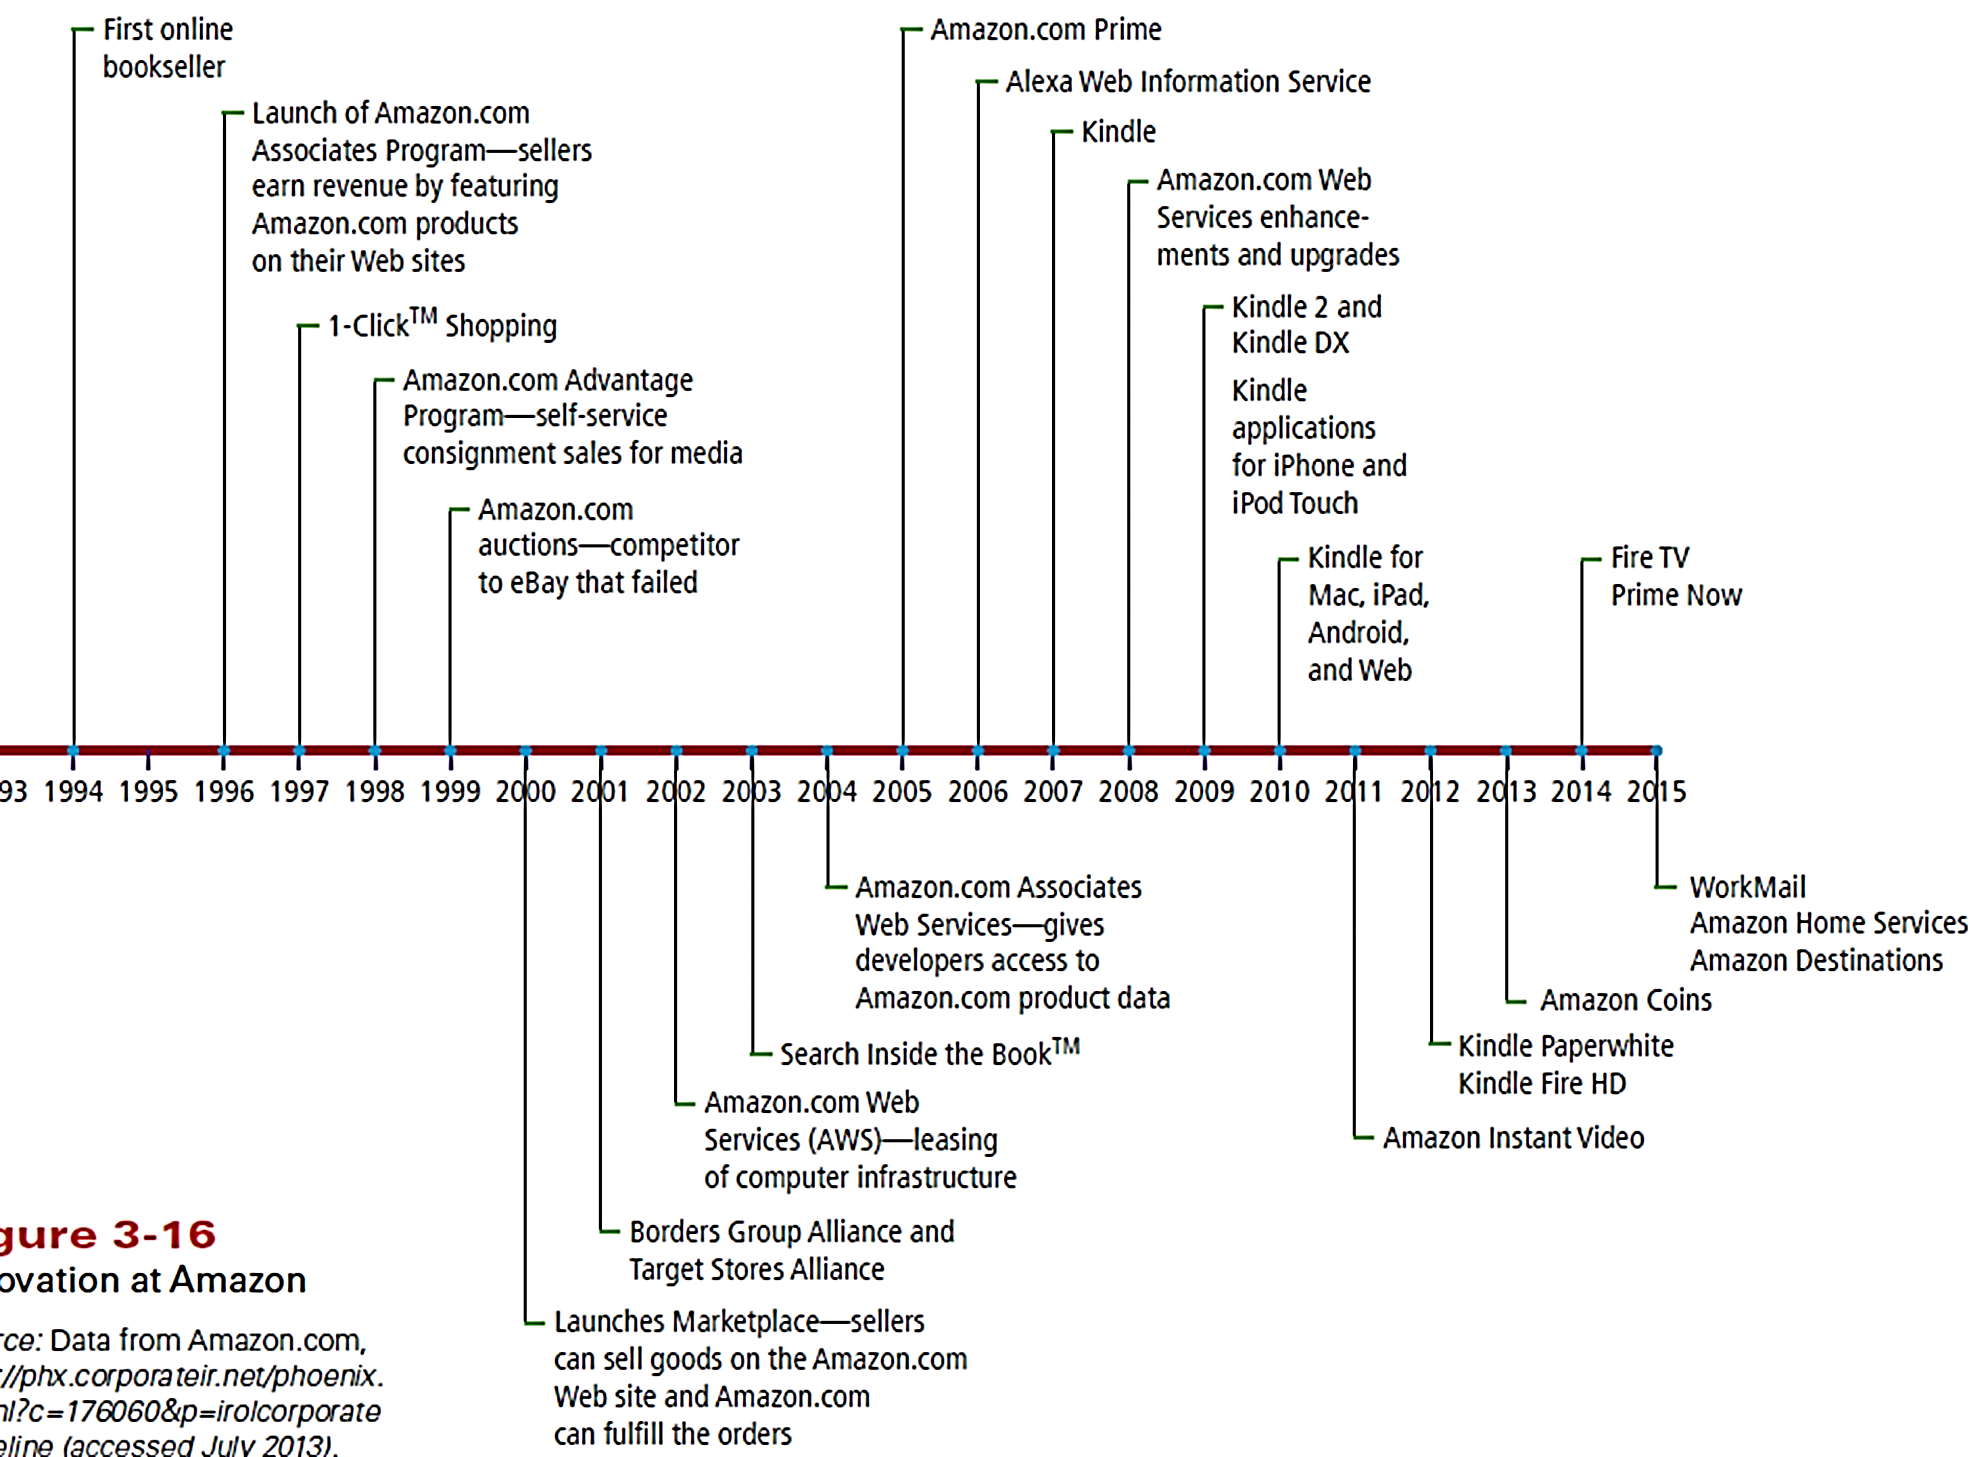 First online
bookseller
Launch of Amazon.com
Associates Program—sellers
earn revenue by featuring
Amazon.com products
on their Web sites
1-Click™ Shopping
Amazon.com Advantage
Program—self-service
consignment sales for media
Amazon.com
auctions—competitor
to eBay that failed
Amazon.com Prime
Alexa Web Information Service
Kindle
Amazon.com Web
Services enhance-
ments and upgrades
Kindle 2 and
Kindle DX
Kindle
applications
for iPhone and
iPod Touch
Kindle for
Mac, iPad,
Android,
and Web
Fire TV
Prime Now
93 1994 1995 1996 1997 1998 1999 2000 2001 2002 2003 2004 2005 2006 2007 2008 2009 2010 2011 2012 2013 2014 2015
Amazon.com Associates
Web Services—gives
developers access to
Amazon.com product data
Search Inside the Book™
Amazon.com Web
Services (AWS)—leasing
of computer infrastructure
Borders Group Alliance and
Target Stores Alliance
Launches Marketplace—sellers
can sell goods on the Amazon.com
Web site and Amazon.com
can fulfill the orders
WorkMail
Amazon Home Services
Amazon Destinations
Amazon Coins
Kindle Paperwhite
Kindle Fire HD
Amazon Instant Video
gure 3-16
ovation at Amazon
rce: Data from Amazon.com,
://phx.corporateir.net/phoenix.
nl?c=176060&p=irolcorporate
eline (accessed July 2013).